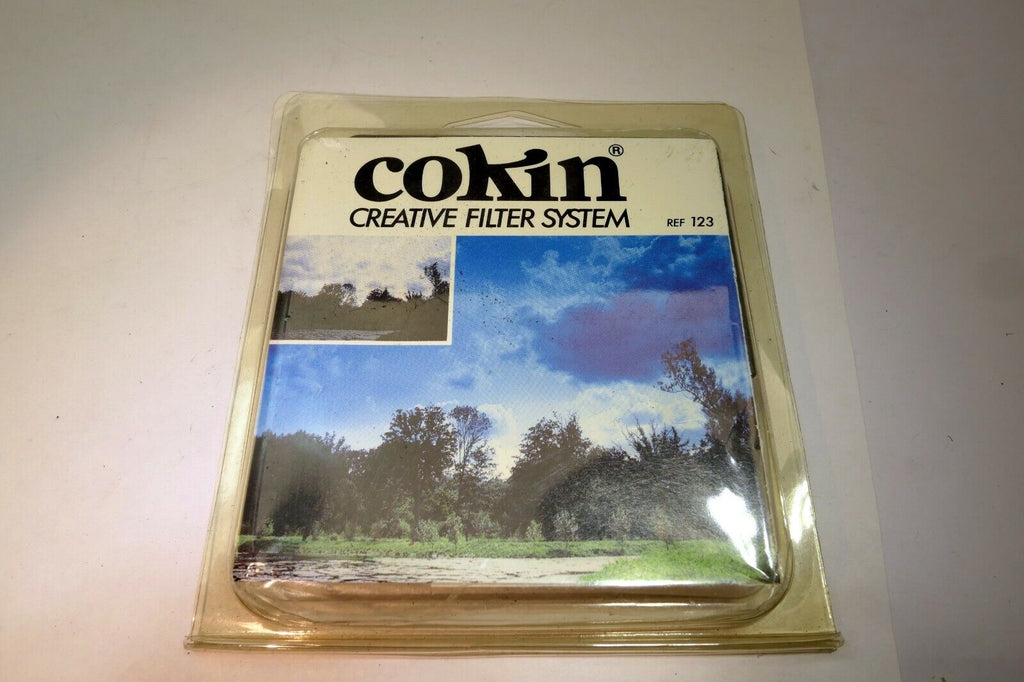 cokin®
CREATIVE FILTER SYSTEM
REF 123